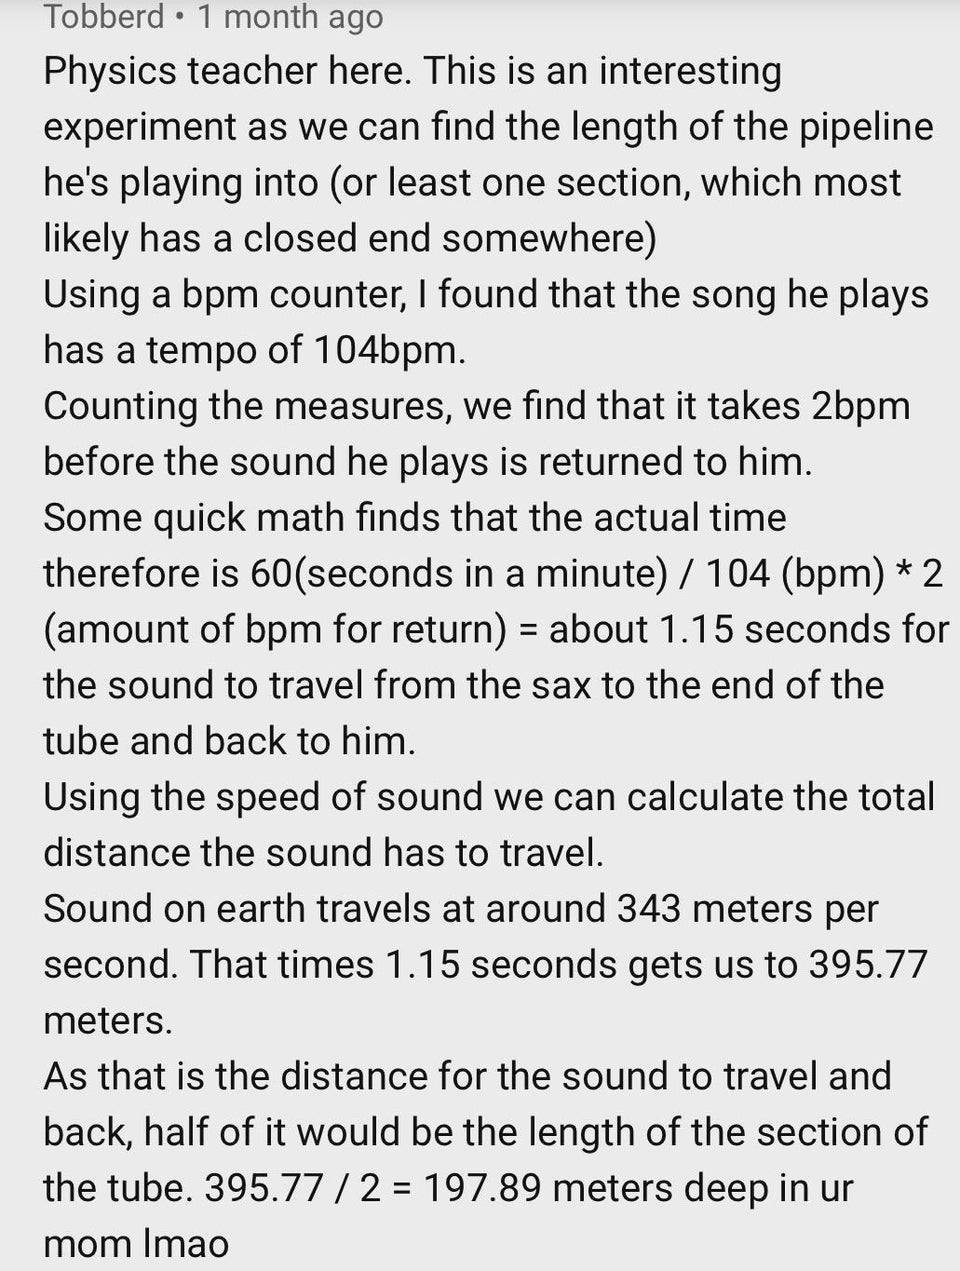 Tobberd • 1 month ago
Physics teacher here. This is an interesting
experiment as we can find the length of the pipeline
he's playing into (or least one section, which most
likely has a closed end somewhere)
Using a bpm counter, I found that the song he plays
has a tempo of 104bpm.
Counting the measures, we find that it takes 2bpm
before the sound he plays is returned to him.
Some quick math finds that the actual time
therefore is 60(seconds in a minute) / 104 (bpm) * 2
(amount of bpm for return) = about 1.15 seconds for
the sound to travel from the sax to the end of the
tube and back to him.
Using the speed of sound we can calculate the total
distance the sound has to travel.
Sound on earth travels at around 343 meters per
second. That times 1.15 seconds gets us to 395.77
meters.
As that is the distance for the sound to travel and
back, half of it would be the length of the section of
the tube. 395.77 / 2 = 197.89 meters deep in ur
mom lmao